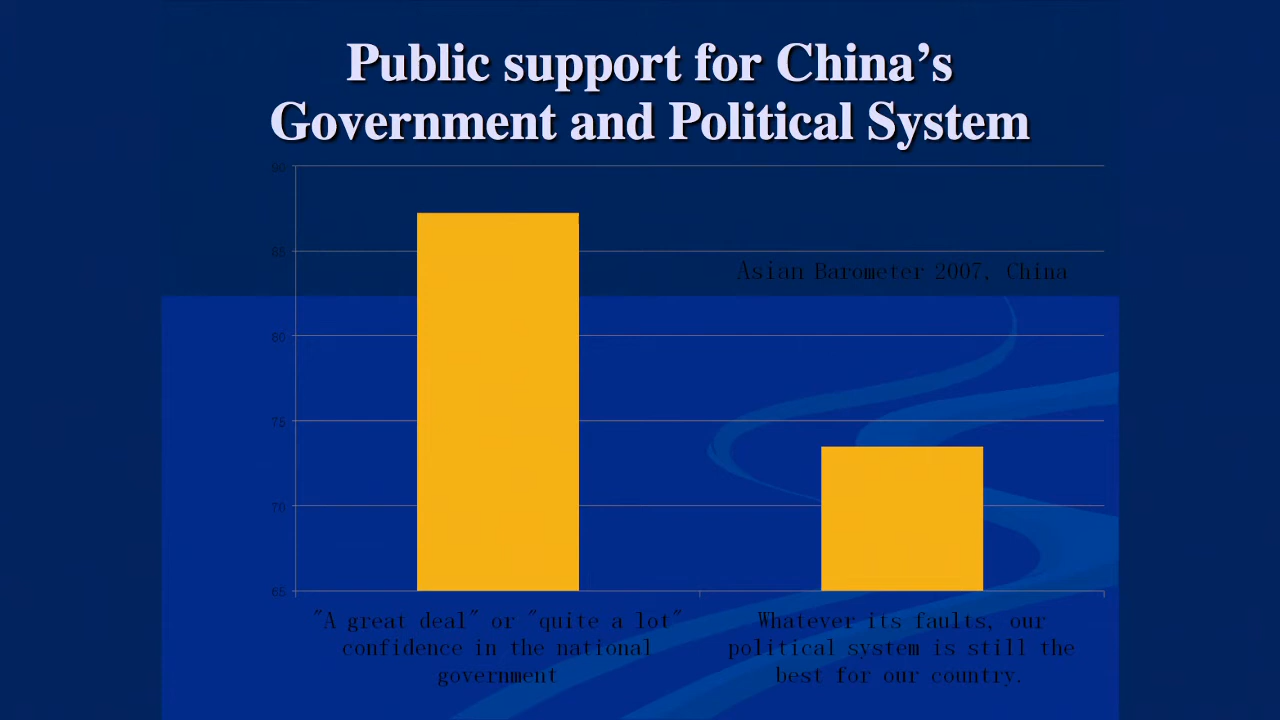 Public support for China’s
Government and Political System
90
85
Asian Barometer 2007, China
80
75
70
65
"A great deal" or "quite a lot"
confidence in the national
government
Whatever its faults, our
political system is still the
best for our country.